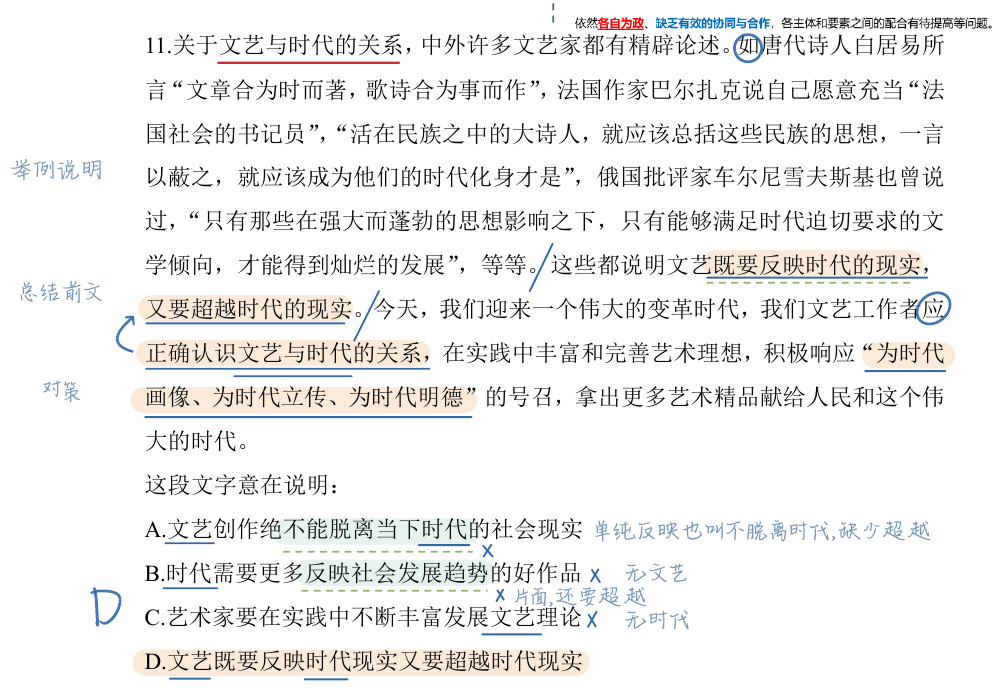 依然各自为政、缺乏有效的协同与合作，各主体和要素之间的配合有待提高等问题。
11.关于文艺与时代的关系，中外许多文艺家都有精辟论述。如唐代诗人白居易所
言“文章合为时而著，歌诗合为事而作”，法国作家巴尔扎克说自己愿意充当“法
国社会的书记员”，“活在民族之中的大诗人，就应该总括这些民族的思想，一言
举例说明
以蔽之，就应该成为他们的时代化身才是”，俄国批评家车尔尼雪夫斯基也曾说
过，“只有那些在强大而蓬勃的思想影响之下，只有能够满足时代迫切要求的文
学倾向，才能得到灿烂的发展”，等等。这些都说明文艺既要反映时代的现实，
总结前文
又要超越时代的现实。今天，我们迎来一个伟大的变革时代，我们文艺工作者应
正确认识文艺与时代的关系，在实践中丰富和完善艺术理想，积极响应“为时代
对策
画像、为时代立传、为时代明德”的号召，拿出更多艺术精品献给人民和这个伟
大的时代。
这段文字意在说明：
A.文艺创作绝不能脱离当下时代的社会现实 单纯反映也叫不脱离时代,缺少超越
x
B.时代需要更多反映社会发展趋势的好作品 x 无文艺
x 片面,还要超越
D
C.艺术家要在实践中不断丰富发展文艺理论 x 无时代
D.文艺既要反映时代现实又要超越时代现实